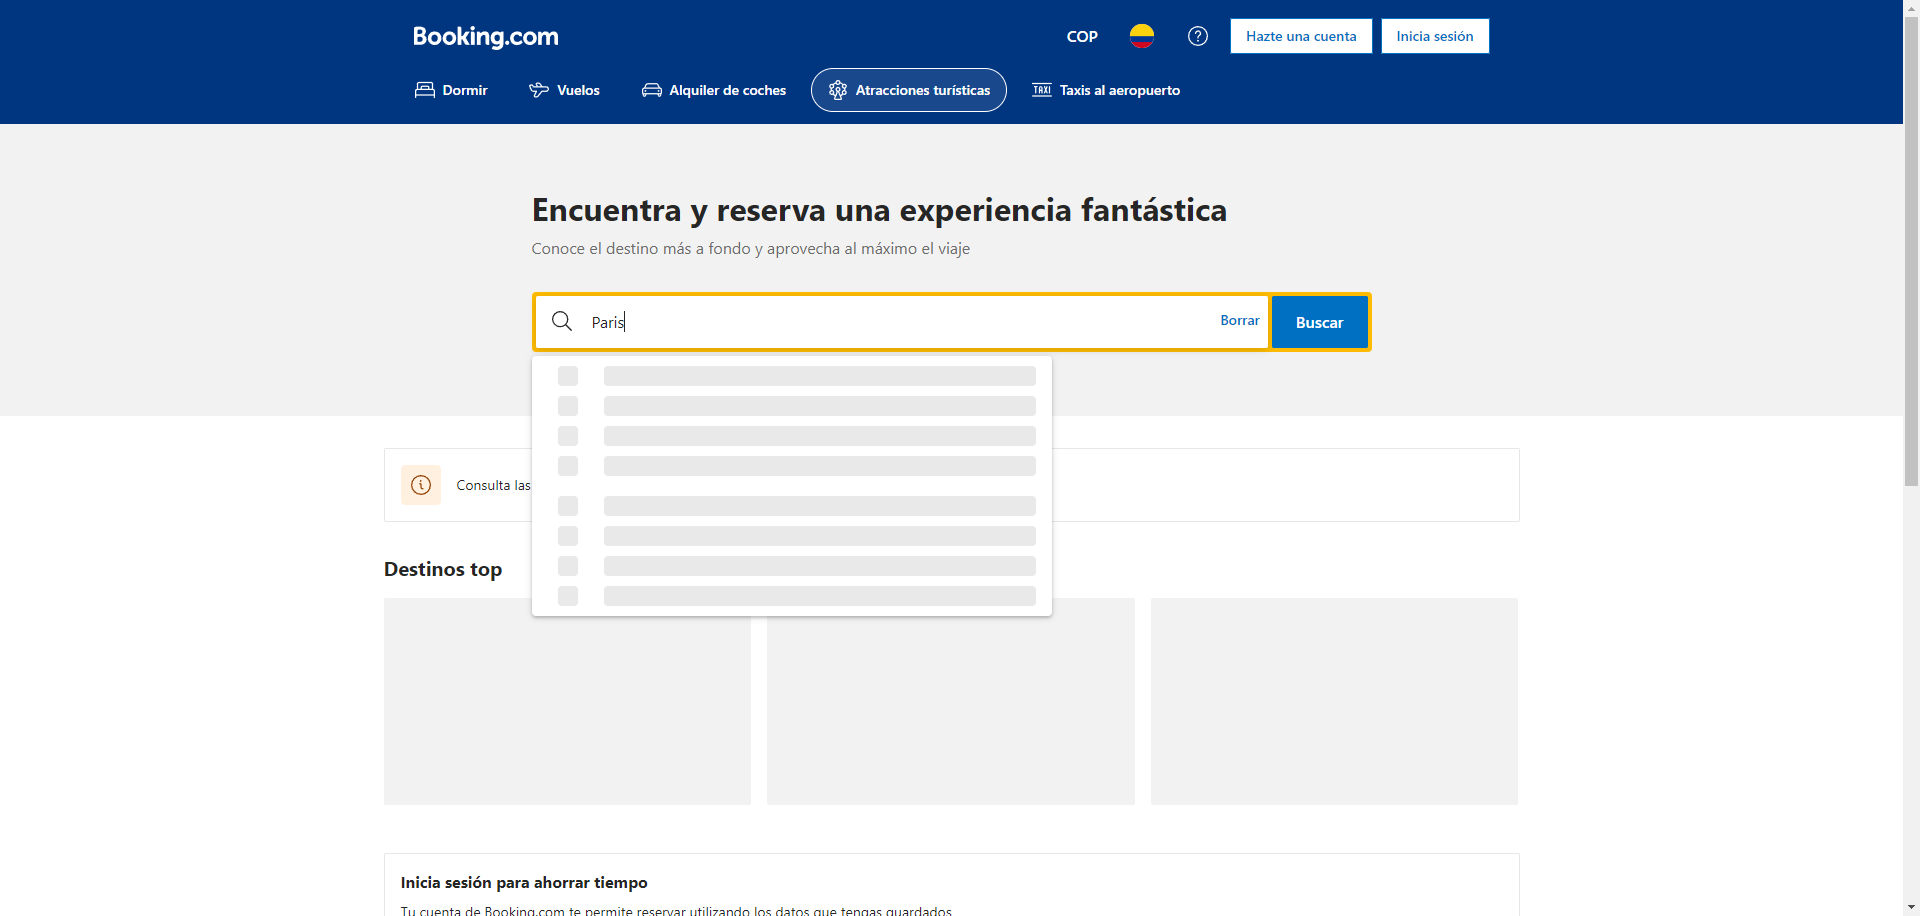 Booking.com
COP
Hazte una cuenta
Inicia sesión
Dormir
Vuelos
Alquiler de coches
Atracciones turísticas
TAXI
Taxis al aeropuerto
Encuentra y reserva una experiencia fantástica
Conoce el destino más a fondo y aprovecha al máximo el viaje
Paris
Borrar
Buscar
Consulta las
Destinos top
Inicia sesión para ahorrar tiempo
Tu cuenta de Booking.com te permite reservar utilizando los datos que tengas guardados